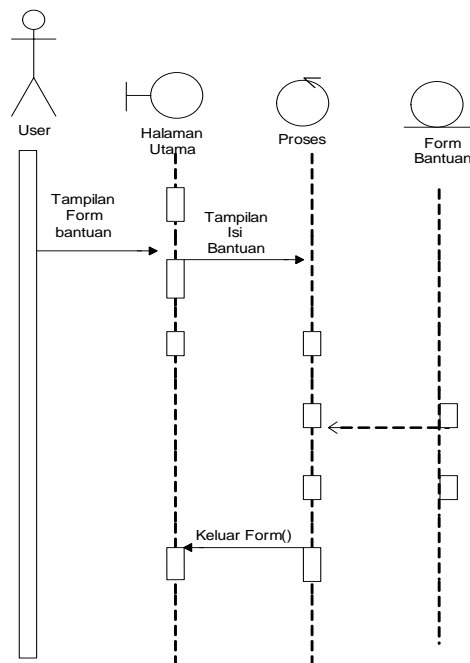 User
Halaman
Utama
Proses
Form
Bantuan
Tampilan
Form
bantuan
Tampilan
Isi
Bantuan
Keluar Form()